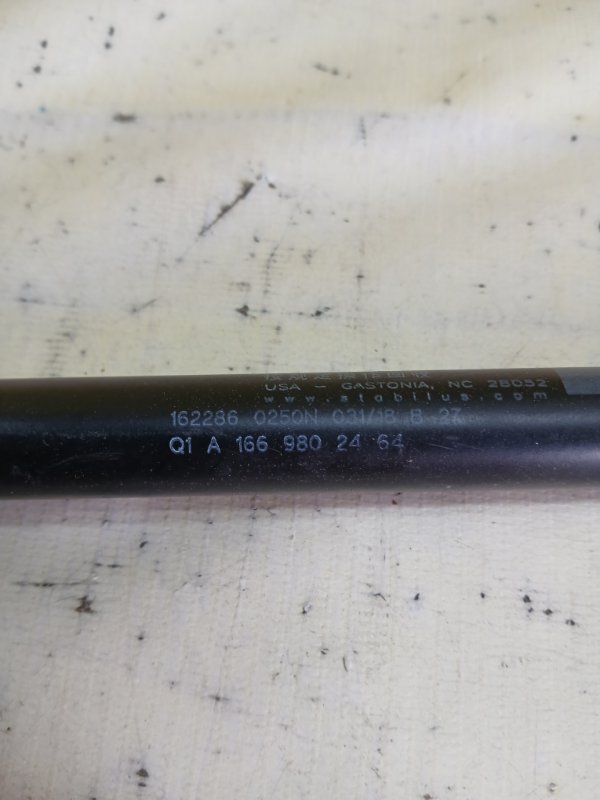 USA - GASTONIA, NC 28052
www.stabilus.com
162286 0250N 031/18 B 27
Q1 A 166 980 24 64